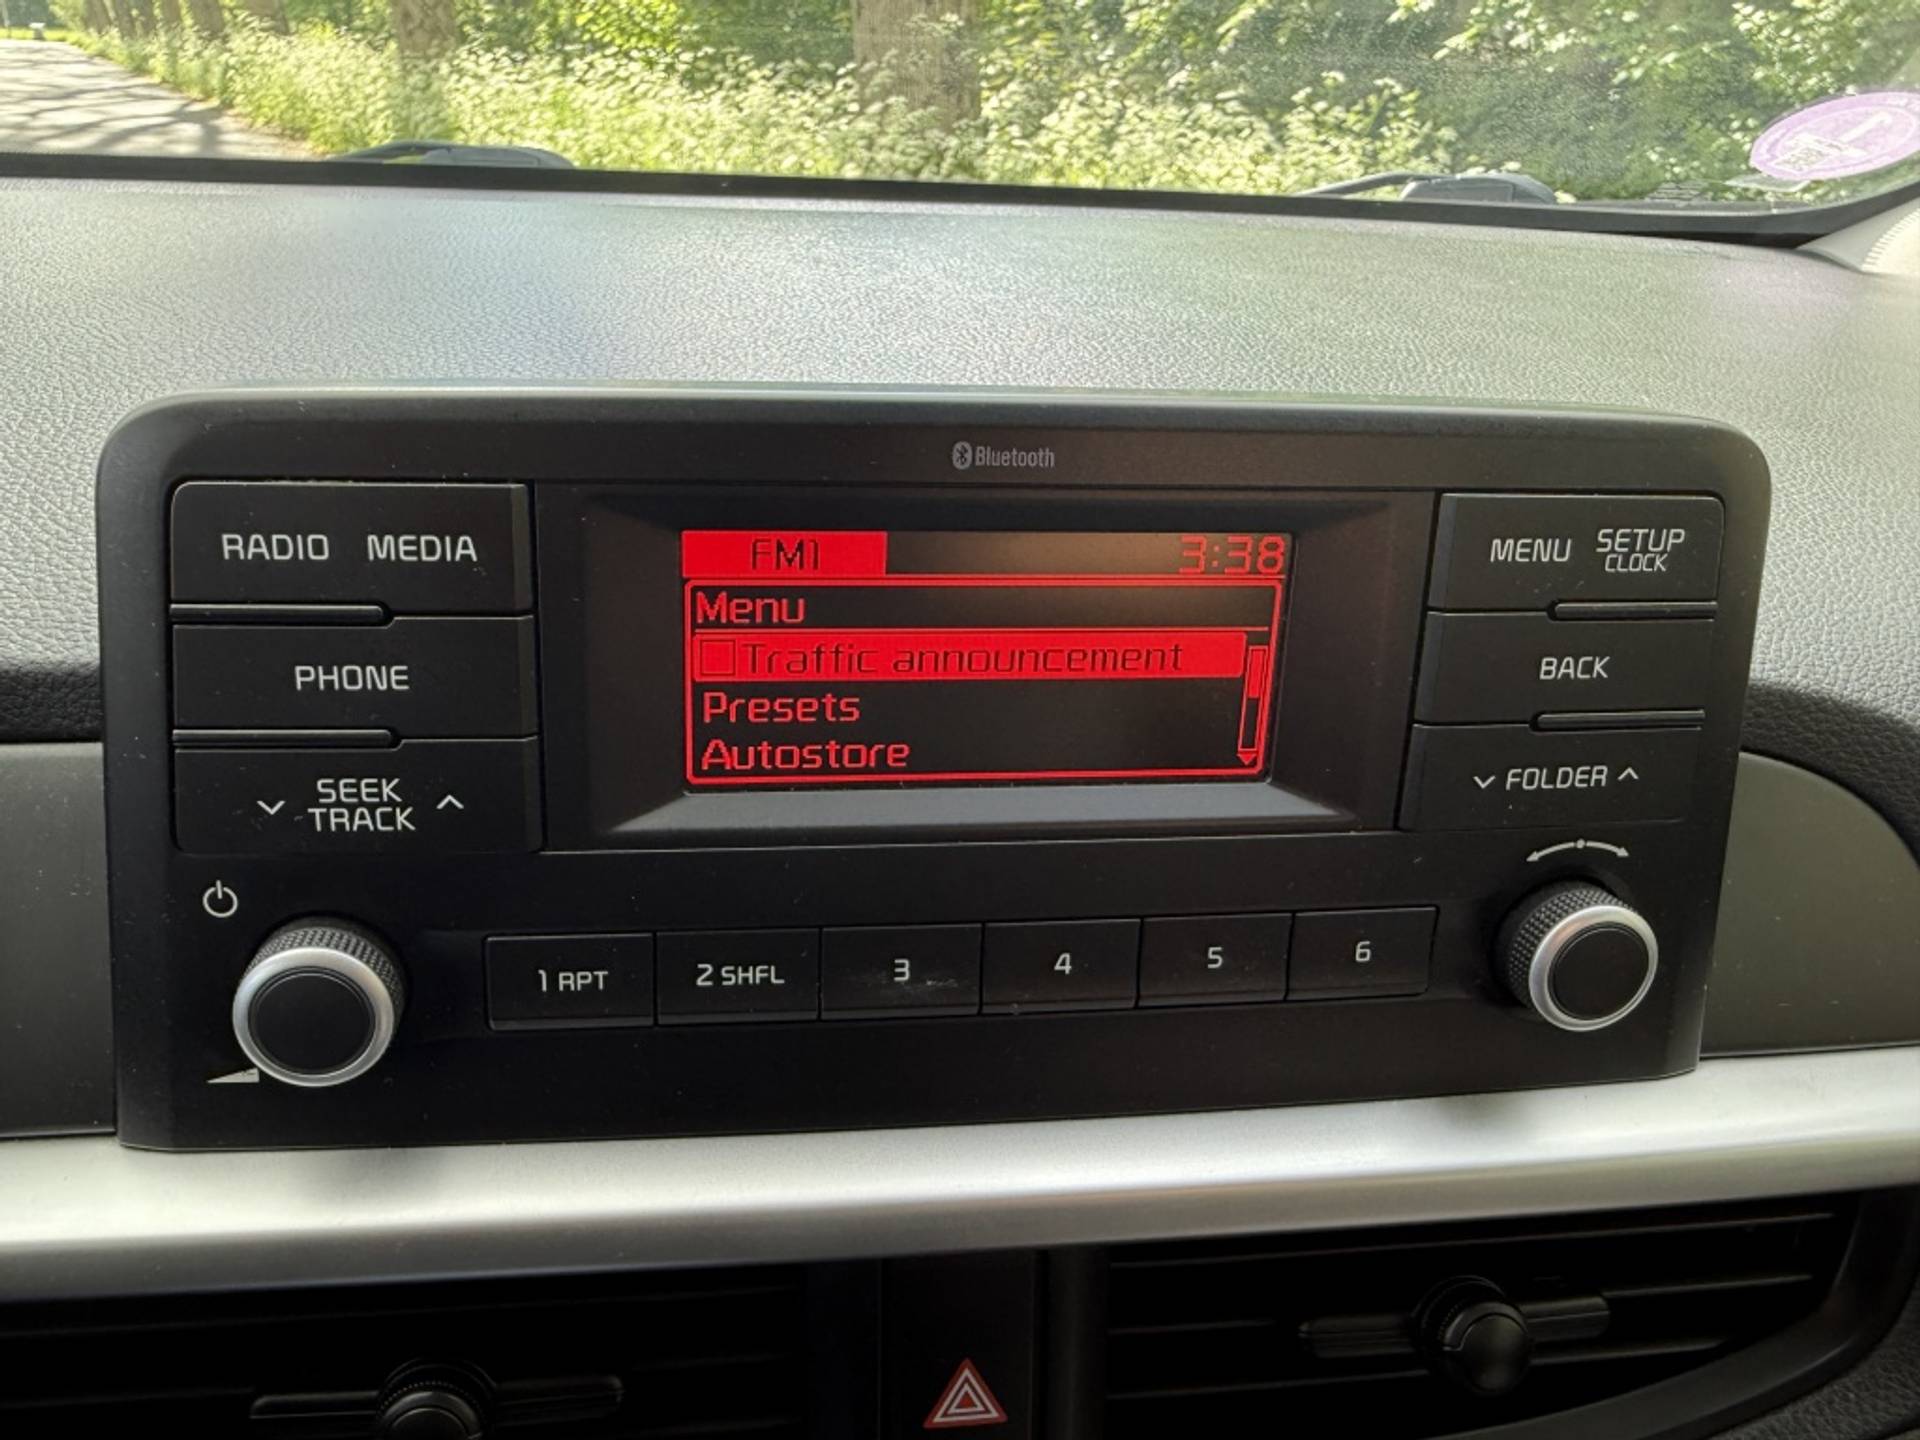 Bluetooth
RADIO MEDIA
PHONE
SEEK
TRACK
FM1 3:38
Menu
Traffic announcement
Presets
Autostore
MENU SETUP
CLOCK
BACK
FOLDER
1 RPT 2 SHFL 3 4 5 6